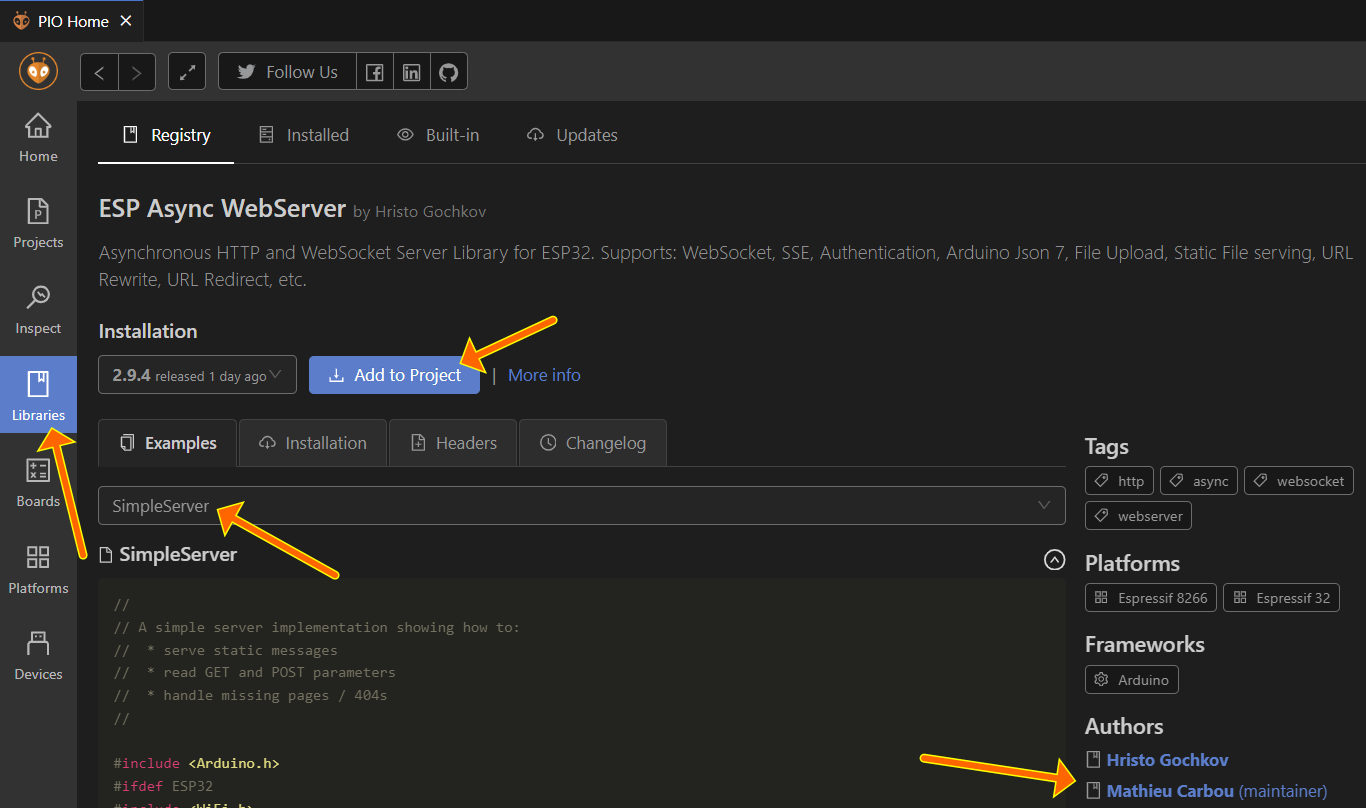 PIO Home
Follow Us
Home
Projects
Inspect
Libraries
Boards
Platforms
Devices
Registry Installed Built-in Updates
ESP Async WebServer by Hristo Gochkov
Asynchronous HTTP and WebSocket Server Library for ESP32. Supports: WebSocket, SSE, Authentication, Arduino Json 7, File Upload, Static File serving, URL
Rewrite, URL Redirect, etc.
Installation
2.9.4 released 1 day ago Add to Project | More info
Examples Installation Headers Changelog
SimpleServer
SimpleServer
//
// A simple server implementation showing how to:
//  * serve static messages
//  * read GET and POST parameters
//  * handle missing pages / 404s
//
#include <Arduino.h>
#ifdef ESP32
#include <WiFi.h>
Tags
http async websocket
webserver
Platforms
Espressif 8266 Espressif 32
Frameworks
Arduino
Authors
Hristo Gochkov
Mathieu Carbou (maintainer)